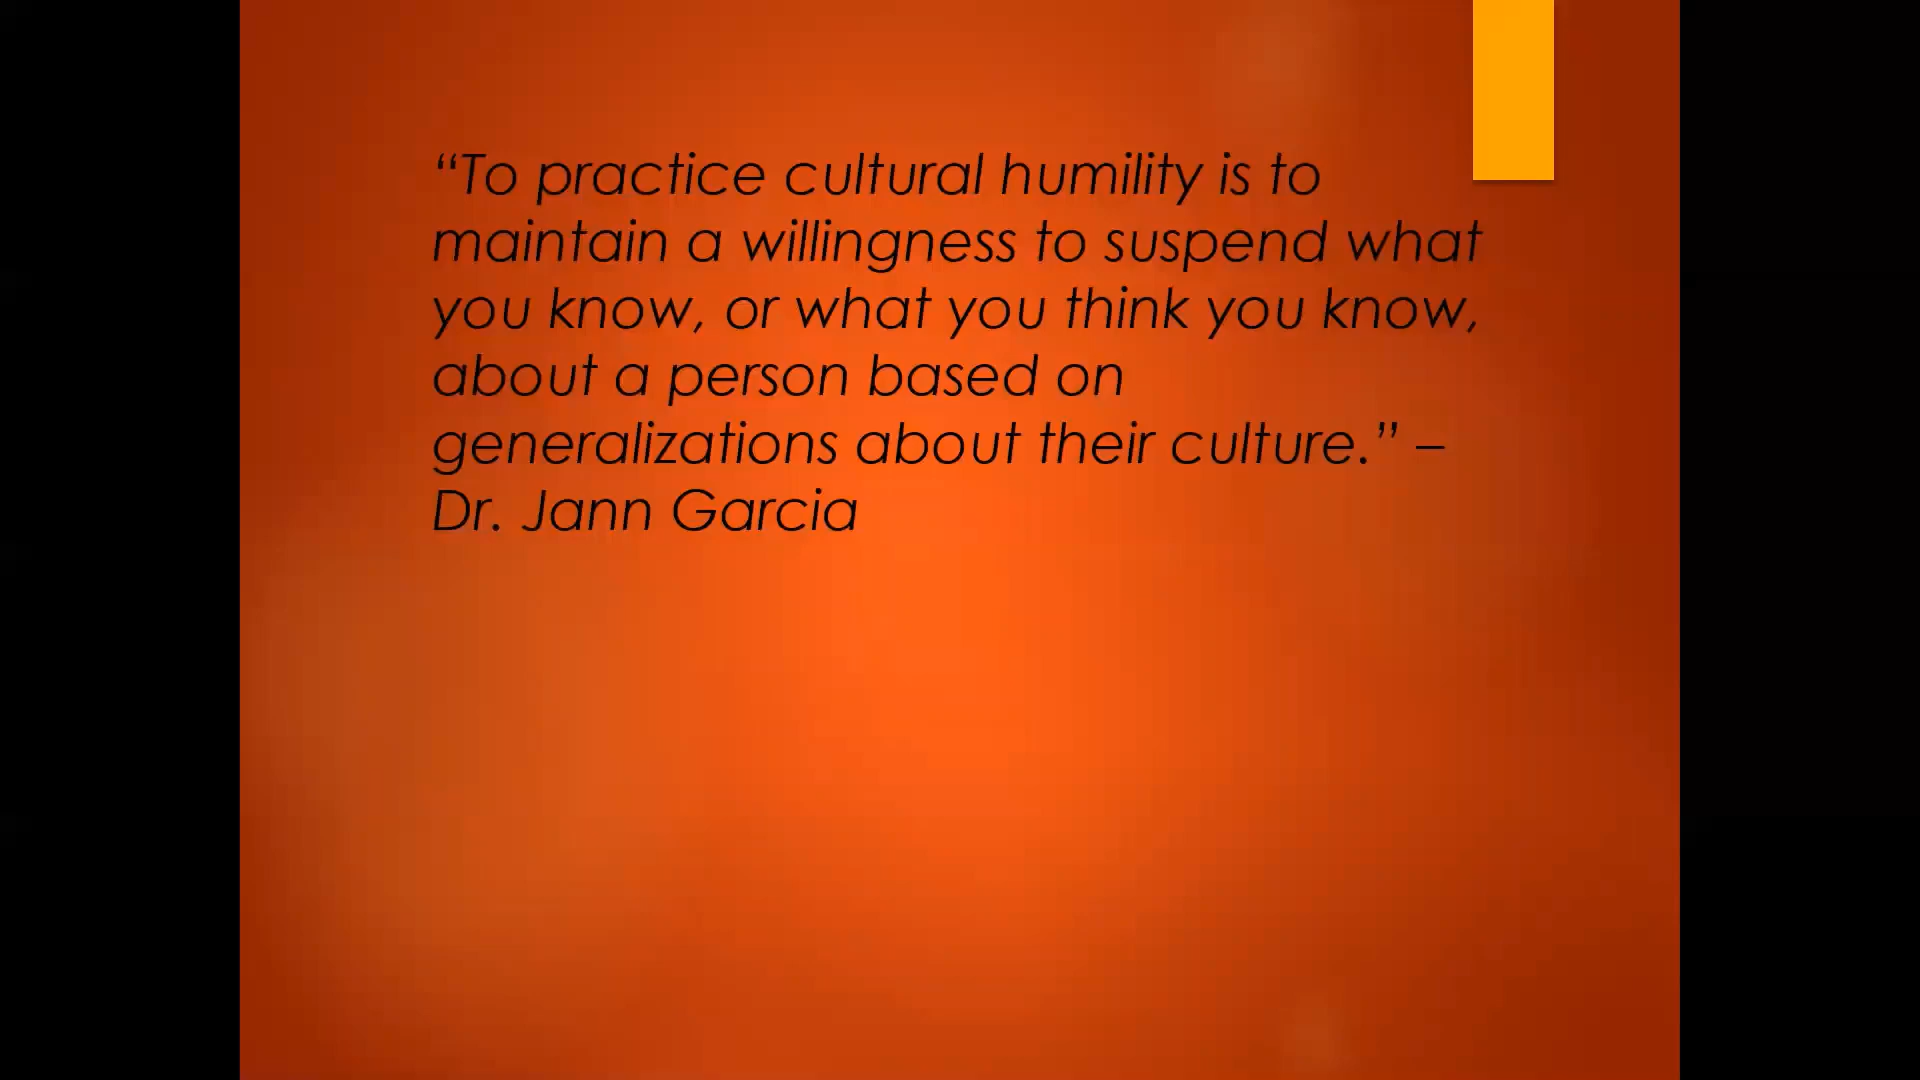 “To practice cultural humility is to
maintain a willingness to suspend what
you know, or what you think you know,
about a person based on
generalizations about their culture.” –
Dr. Jann Garcia